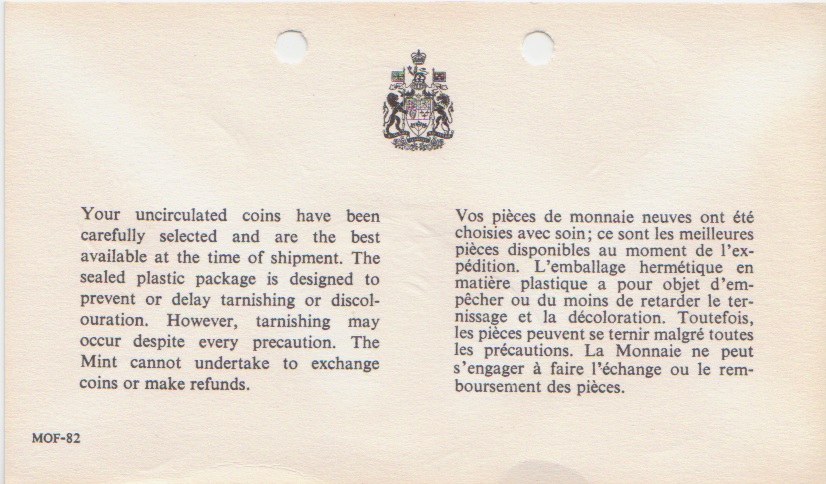 Your uncirculated coins have been
carefully selected and are the best
available at the time of shipment. The
sealed plastic package is designed to
prevent or delay tarnishing or discol-
ouration. However, tarnishing may
occur despite every precaution. The
Mint cannot undertake to exchange
coins or make refunds.
Vos pièces de monnaie neuves ont été
choisies avec soin; ce sont les meilleures
pièces disponibles au moment de l'ex-
pédition. L'emballage hermétique en
matière plastique a pour objet d'em-
pêcher ou du moins de retarder le ter-
nissage et la décoloration. Toutefois,
les pièces peuvent se ternir malgré toutes
les précautions. La Monnaie ne peut
s'engager à faire l'échange ou le rem-
boursement des pièces.
MOF-82